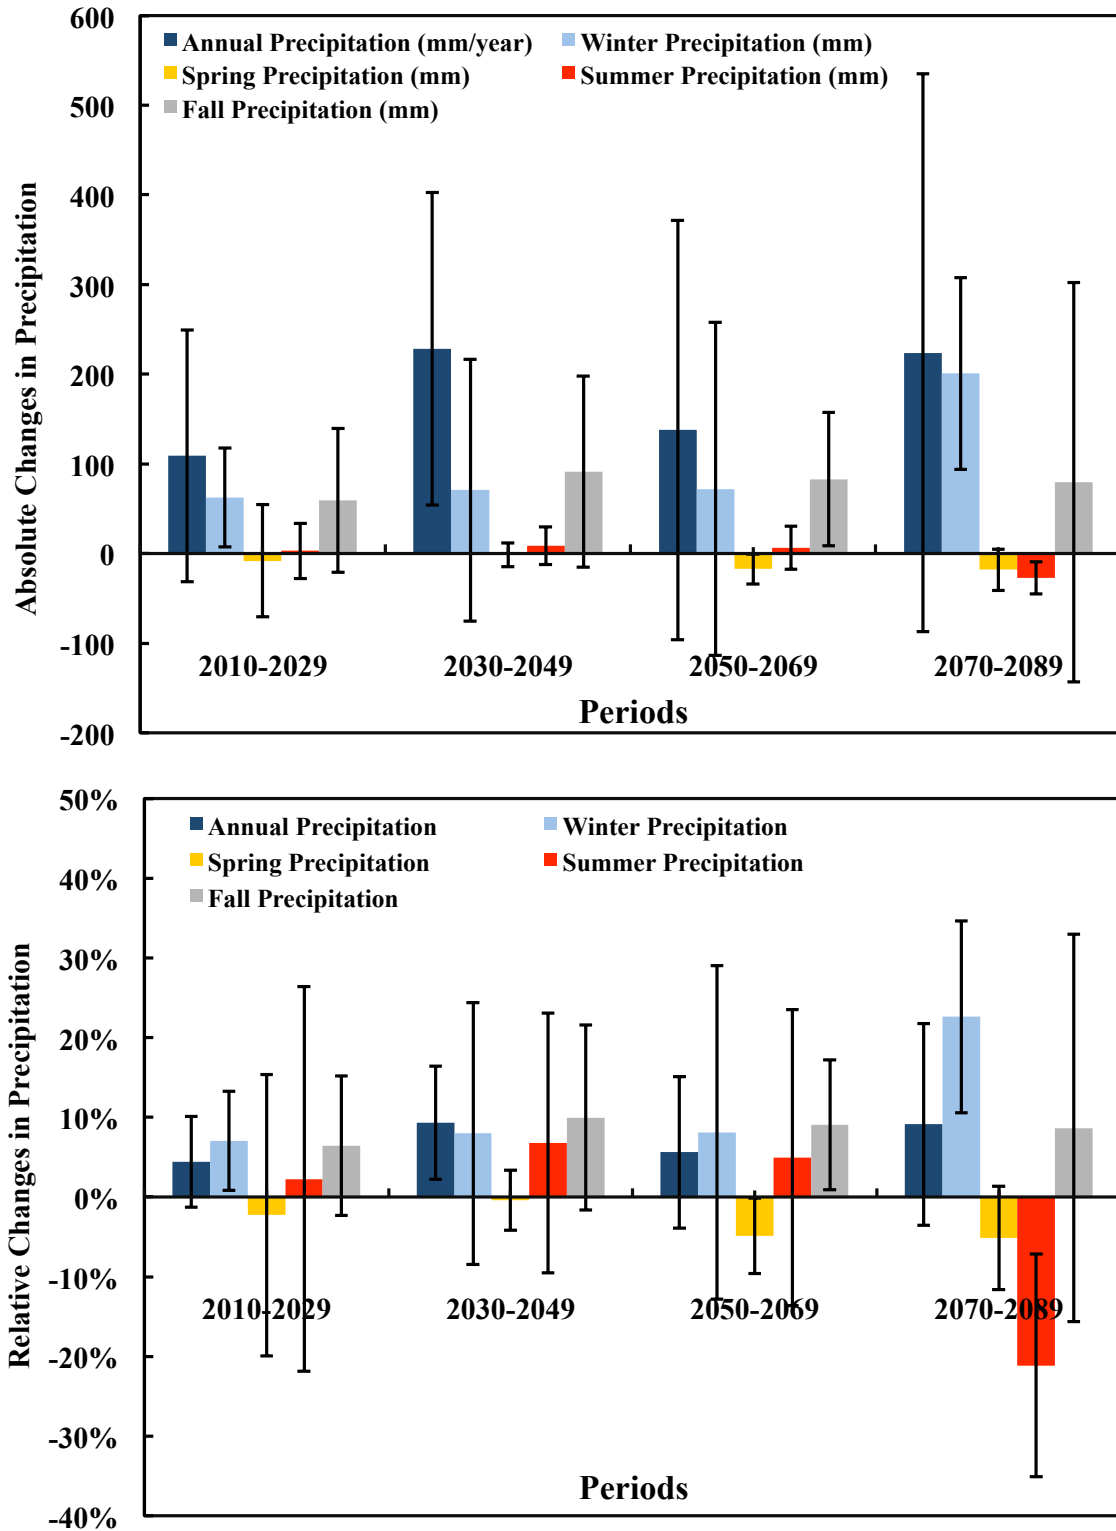 600
500
400
300
200
100
0
-100
-200
Absolute Changes in Precipitation
Annual Precipitation (mm/year) Winter Precipitation (mm)
Spring Precipitation (mm) Summer Precipitation (mm)
Fall Precipitation (mm)
2010-2029 2030-2049 2050-2069 2070-2089
Periods
50%
40%
30%
20%
10%
0%
-10%
-20%
-30%
-40%
Relative Changes in Precipitation
Annual Precipitation Winter Precipitation
Spring Precipitation Summer Precipitation
Fall Precipitation
2010-2029 2030-2049 2050-2069 2070-2089
Periods